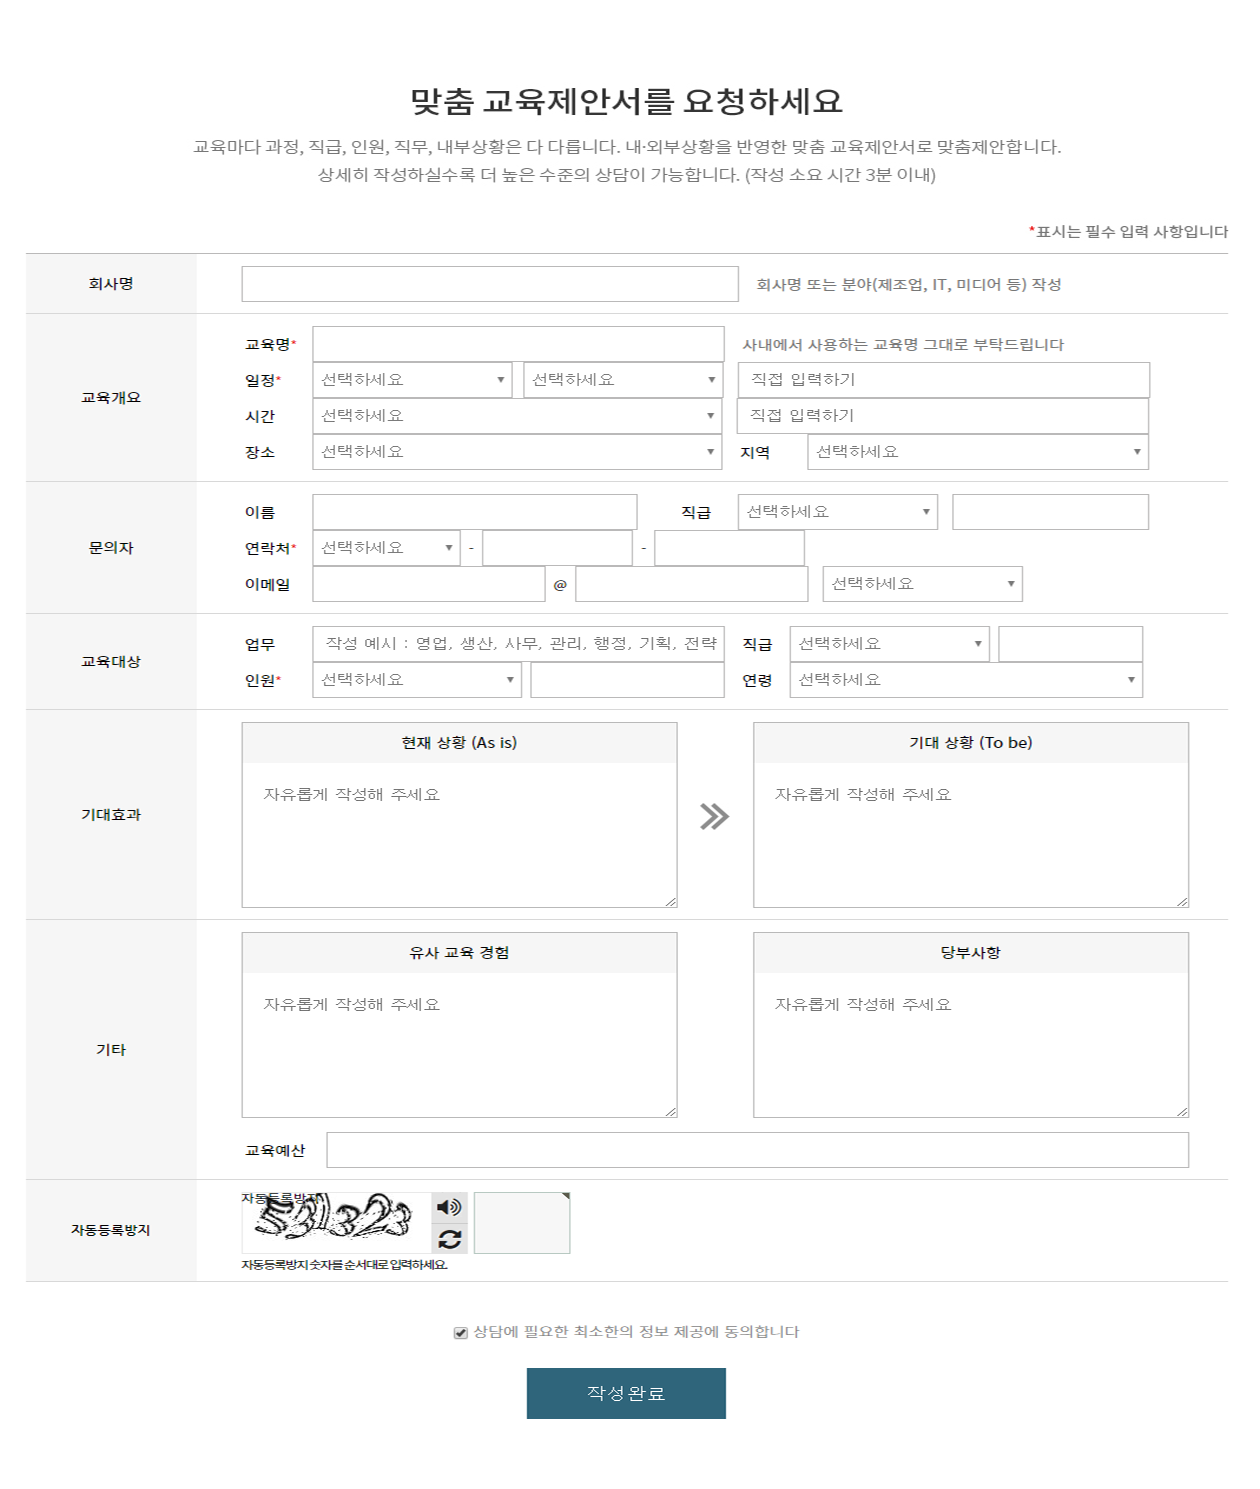 맞춤 교육제안서를 요청하세요
교육마다 과정, 직급, 인원, 직무, 내부상황은 다 다릅니다. 내·외부상황을 반영한 맞춤 교육제안서로 맞춤제안합니다.
상세히 작성하실수록 더 높은 수준의 상담이 가능합니다. (작성 소요 시간 3분 이내)
*표시는 필수 입력 사항입니다
회사명 회사명 또는 분야(제조업, IT, 미디어 등) 작성
교육개요
교육명* 사내에서 사용하는 교육명 그대로 부탁드립니다
일정* 선택하세요 선택하세요 직접 입력하기
시간 선택하세요 직접 입력하기
장소 선택하세요 지역 선택하세요
문의자
이름 직급 선택하세요
연락처* 선택하세요 - -
이메일 @ 선택하세요
교육대상
업무 작성 예시 : 영업, 생산, 사무, 관리, 행정, 기획, 전략 직급 선택하세요
인원* 선택하세요 연령 선택하세요
기대효과
현재 상황 (As is) 기대 상황 (To be)
자유롭게 작성해 주세요 자유롭게 작성해 주세요
기타
유사 교육 경험 당부사항
자유롭게 작성해 주세요 자유롭게 작성해 주세요
교육예산
자동등록방지
자동등록방지
자동등록방지 숫자를 순서대로 입력하세요.
상담에 필요한 최소한의 정보 제공에 동의합니다
작성완료